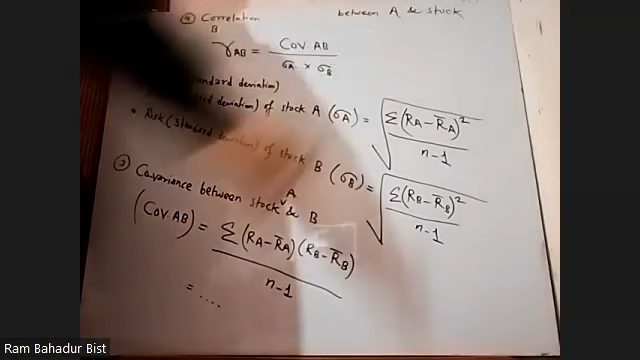 ④ Correlation between A & stock
B
γAB = COV AB / σA × σB
standard deviation)
deviation) of stock A (σA) = √(Σ(RA-R̄A)² / n-1)
• Risk (standard deviation) of stock B (σB) = √(Σ(RB-R̄B)² / n-1)
③ Covariance between stock A & B
(COV AB) = Σ(RA-R̄A)(RB-R̄B) / n-1
= ....
Ram Bahadur Bist